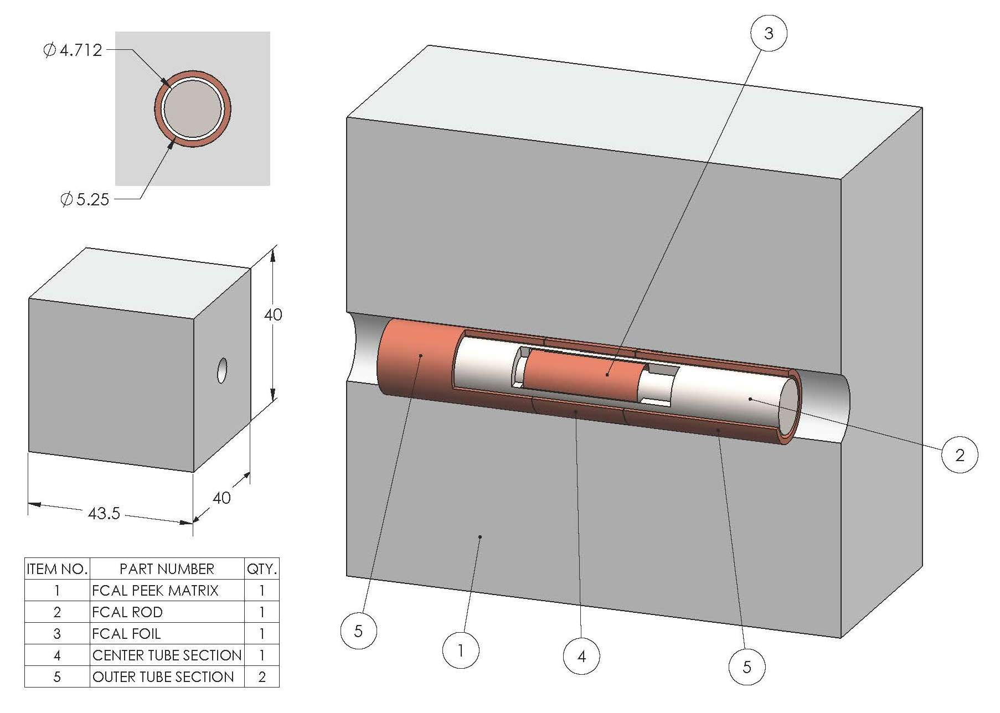 3
Ø 4.712
Ø 5.25
40
40
43.5
2
ITEM NO. PART NUMBER QTY.
1 FCAL PEEK MATRIX 1
2 FCAL ROD 1
3 FCAL FOIL 1
4 CENTER TUBE SECTION 1
5 OUTER TUBE SECTION 2
5
1
4
5